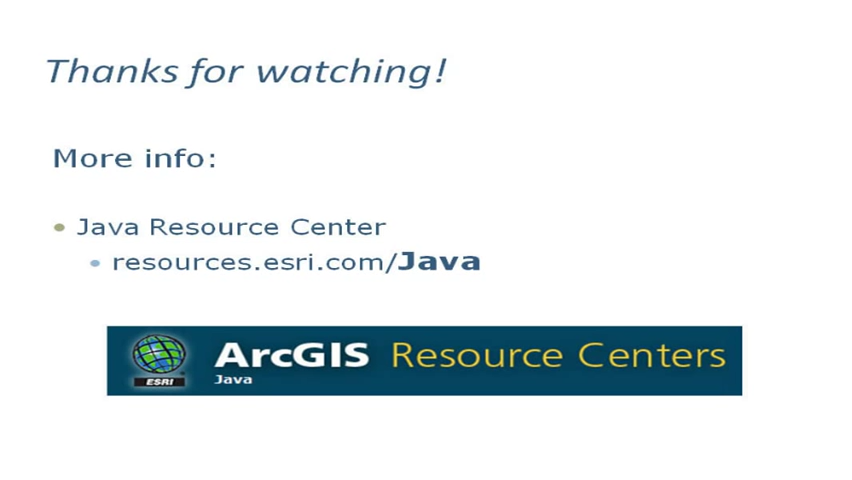 Thanks for watching!
More info:
Java Resource Center
resources.esri.com/Java
ArcGIS Resource Centers
Java
ESRI